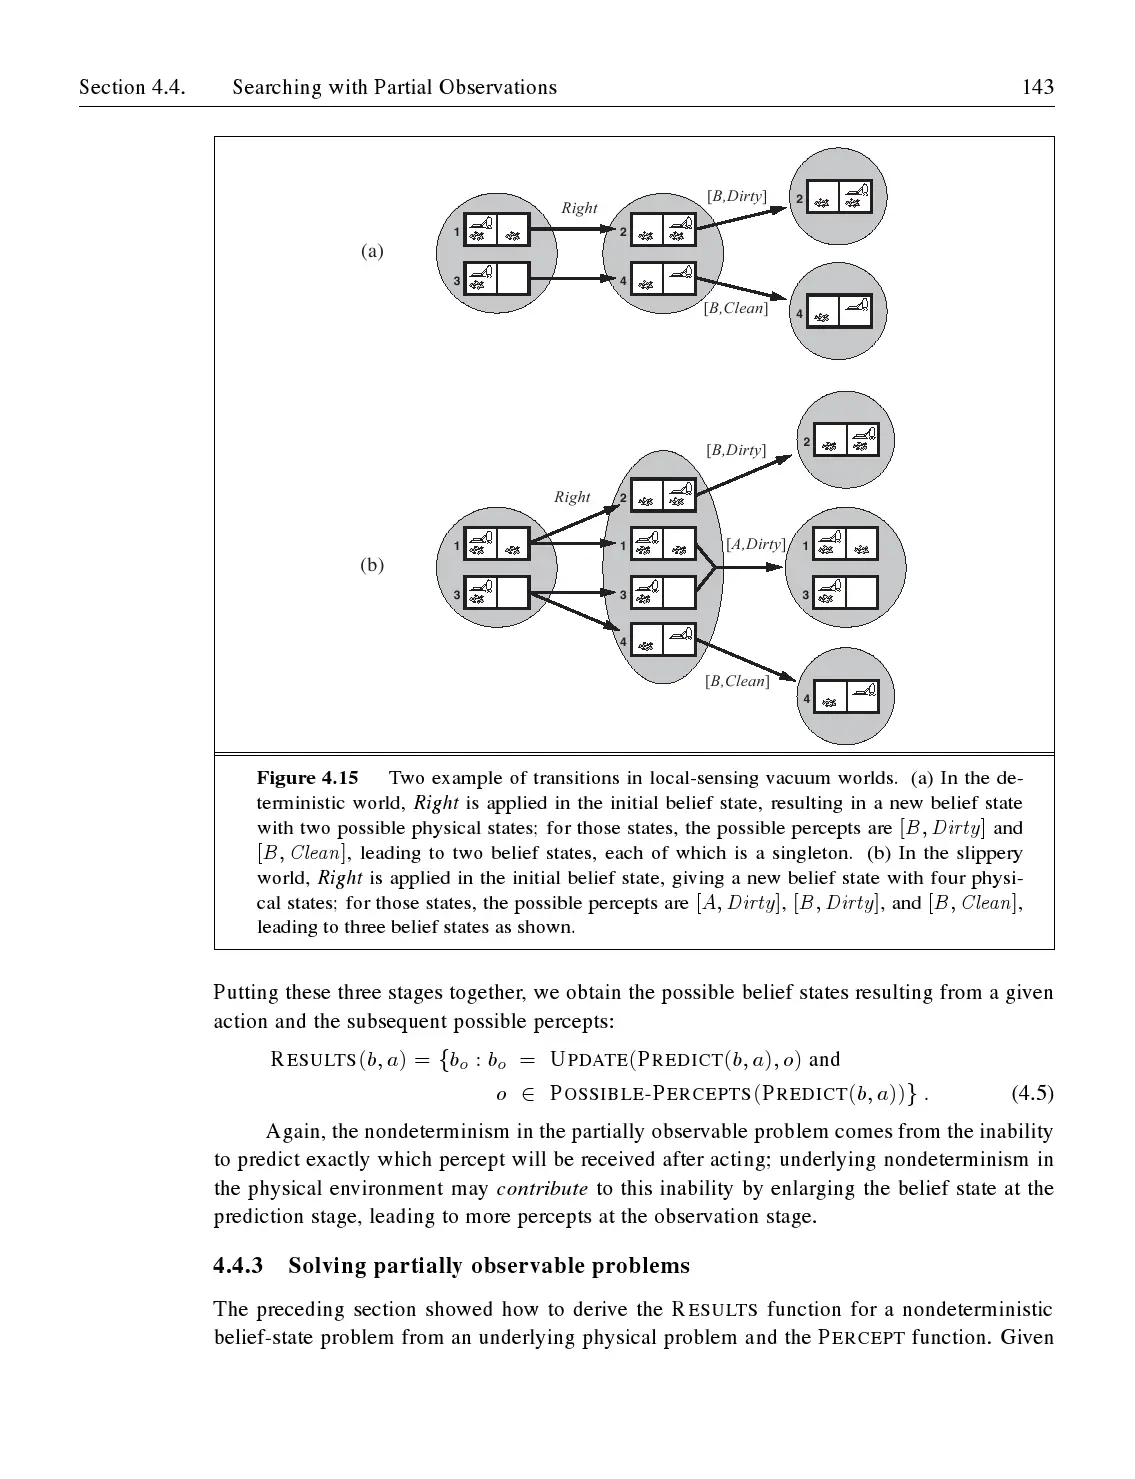 Section 4.4. Searching with Partial Observations 143
(a)
Right
[B,Dirty]
[B,Clean]
1
3
2
4
2
4
(b)
Right
[B,Dirty]
[A,Dirty]
[B,Clean]
1
3
2
1
3
4
2
1
3
4
Figure 4.15 Two example of transitions in local-sensing vacuum worlds. (a) In the de-
terministic world, Right is applied in the initial belief state, resulting in a new belief state
with two possible physical states; for those states, the possible percepts are [B, Dirty] and
[B, Clean], leading to two belief states, each of which is a singleton. (b) In the slippery
world, Right is applied in the initial belief state, giving a new belief state with four physi-
cal states; for those states, the possible percepts are [A, Dirty], [B, Dirty], and [B, Clean],
leading to three belief states as shown.
Putting these three stages together, we obtain the possible belief states resulting from a given
action and the subsequent possible percepts:
RESULTS(b, a) = {bₒ : bₒ = UPDATE(PREDICT(b, a), o) and
o ∈ POSSIBLE-PERCEPTS(PREDICT(b, a))} . (4.5)
Again, the nondeterminism in the partially observable problem comes from the inability
to predict exactly which percept will be received after acting; underlying nondeterminism in
the physical environment may contribute to this inability by enlarging the belief state at the
prediction stage, leading to more percepts at the observation stage.
4.4.3 Solving partially observable problems
The preceding section showed how to derive the RESULTS function for a nondeterministic
belief-state problem from an underlying physical problem and the PERCEPT function. Given